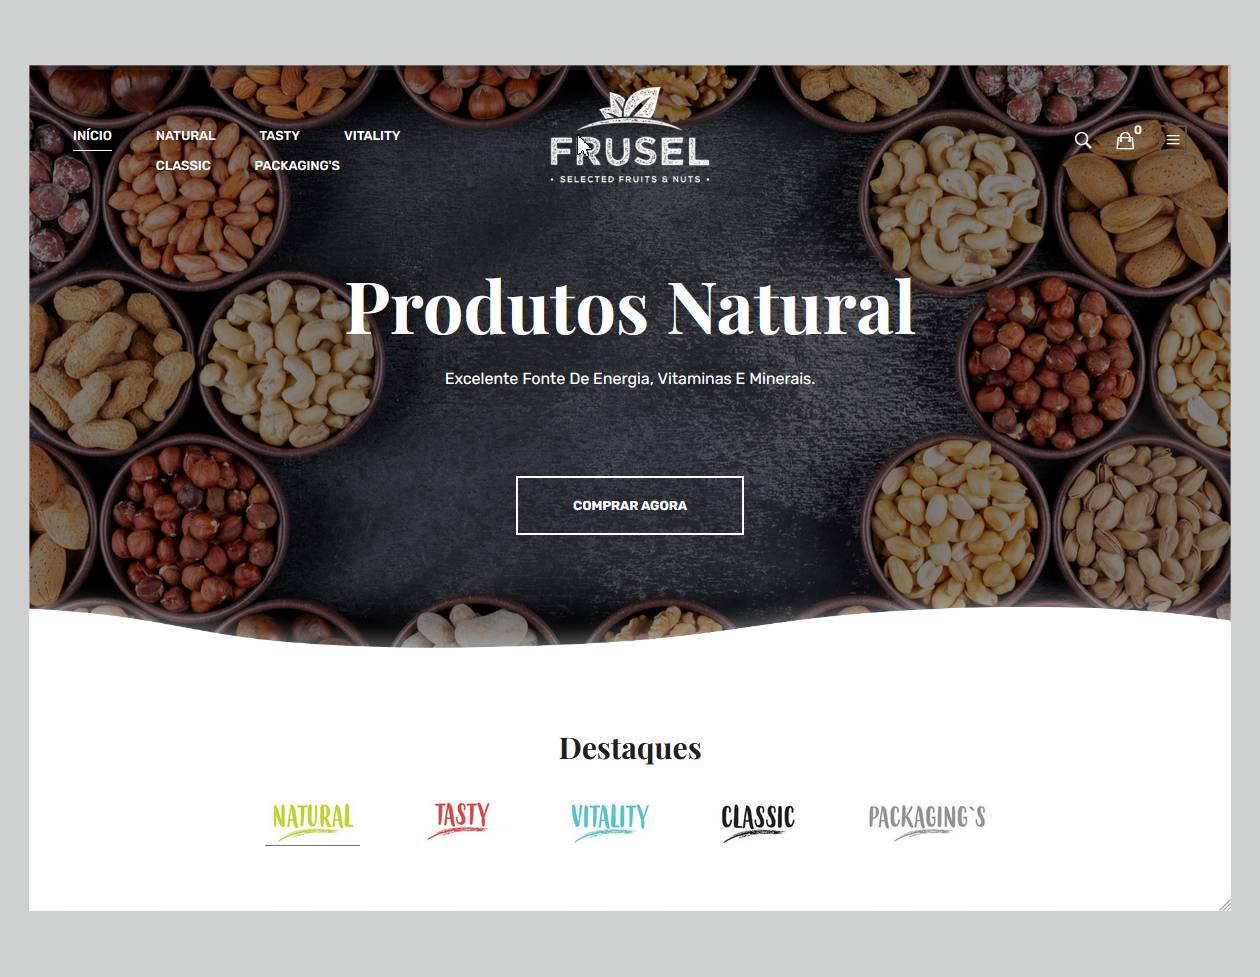 INÍCIO NATURAL TASTY VITALITY
CLASSIC PACKAGING'S
FRUSEL
• SELECTED FRUITS & NUTS •
0
Produtos Natural
Excelente Fonte De Energia, Vitaminas E Minerais.
COMPRAR AGORA
Destaques
NATURAL TASTY VITALITY CLASSIC PACKAGING`S